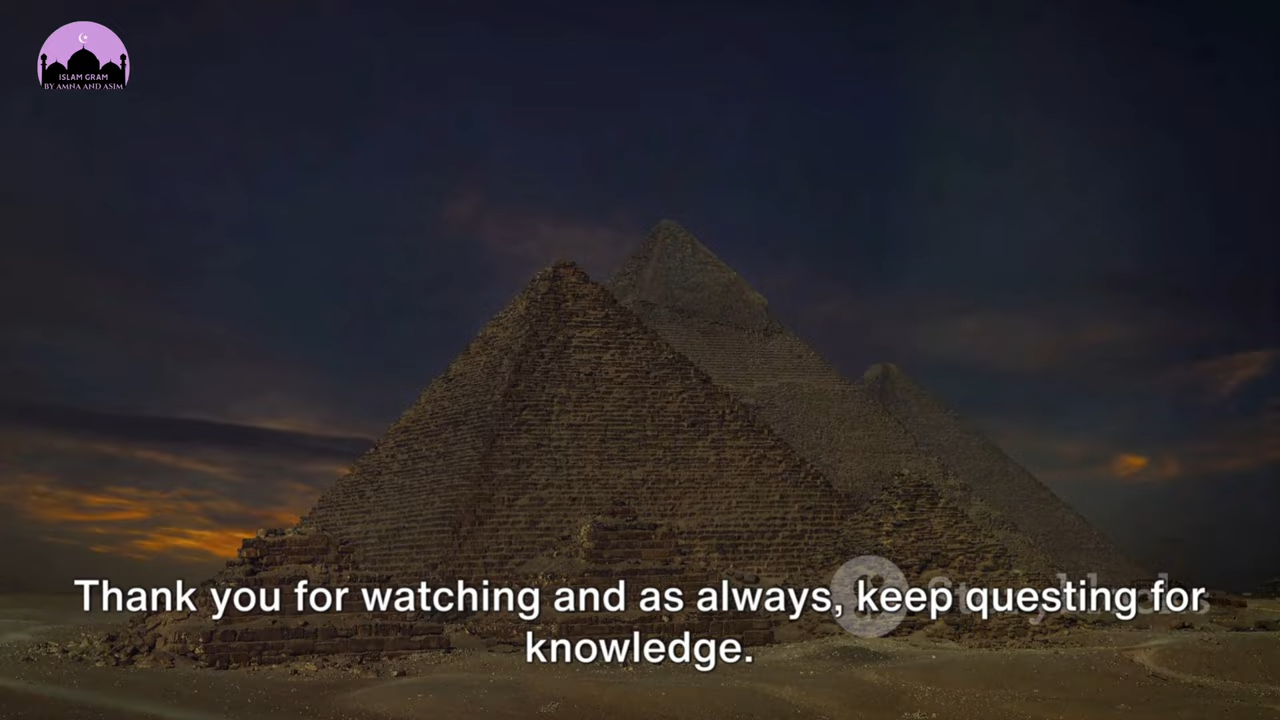 ISLAM GRAM
BY AMNA AND ASIM
Thank you for watching and as always, keep questing for
knowledge.